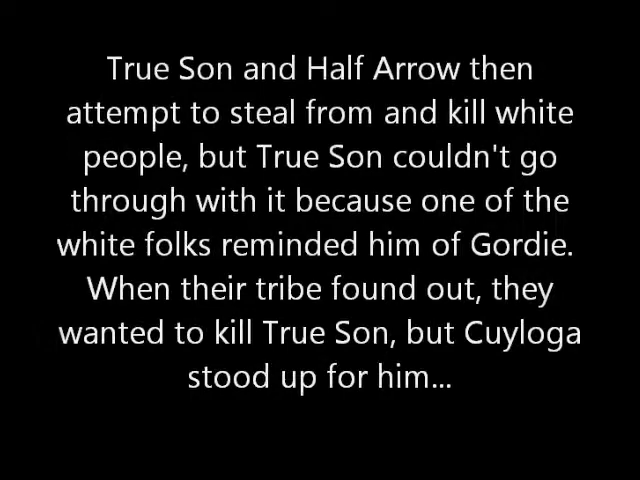 True Son and Half Arrow then
attempt to steal from and kill white
people, but True Son couldn't go
through with it because one of the
white folks reminded him of Gordie.
When their tribe found out, they
wanted to kill True Son, but Cuyloga
stood up for him...